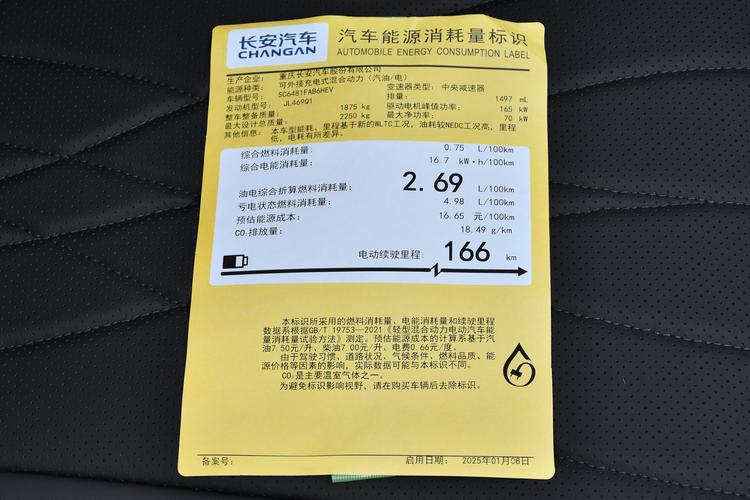 长安汽车
CHANGAN
汽车能源消耗量标识
AUTOMOBILE ENERGY CONSUMPTION LABEL
生产企业: 重庆长安汽车股份有限公司
能源种类: 可外接充电式混合动力（汽油/电）
车辆型号: SC6481FAB6HEV 变速器类型: 中央减速器
发动机型号: JL469Q1 排量: 1497 mL
整车整备质量: 1875 kg 驱动电机峰值功率: 165 kW
最大设计总质量: 2250 kg 最大净功率: 70 kW
其他信息: 本车型能耗、里程基于新的WLTC工况，油耗较NEDC工况高，里程
低，电耗有所差异。
综合燃料消耗量: 0.75 L/100km
综合电能消耗量: 16.7 kW·h/100km
油电综合折算燃料消耗量: 2.69 L/100km
亏电状态燃料消耗量: 4.98 L/100km
预估能源成本: 16.65 元/100km
CO₂排放量: 18.49 g/km
电动续驶里程: 166 km
本标识所采用的燃料消耗量、电能消耗量和续驶里程
数据系根据GB/T 19753—2021《轻型混合动力电动汽车能
量消耗量试验方法》测定。预估能源成本的计算系基于汽
油7.50元/升、柴油7.00元/升、电费0.66元/度。
由于驾驶习惯、道路状况、气候条件、燃料品质、能
源价格等因素的影响，实际数据可能与本标识不同。
CO₂是主要温室气体之一。
为避免标识影响视野，请在购买车辆后去除标识。
备案号:
启用日期: 2025年01月08日